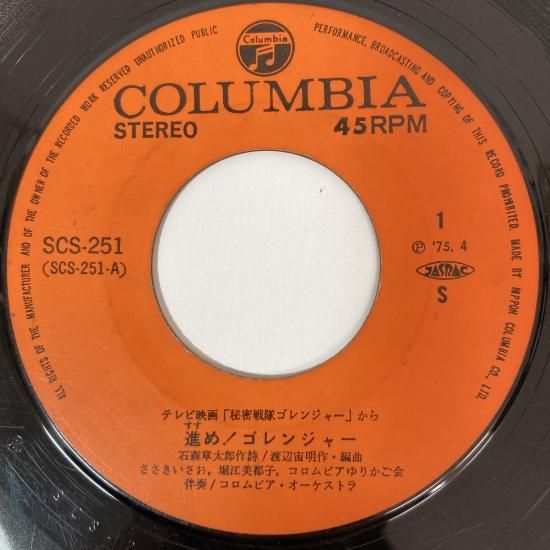 ALL RIGHTS OF THE MANUFACTURER AND OF THE OWNER OF THE RECORDED WORK RESERVED UNAUTHORIZED PUBLIC PERFORMANCE, BROADCASTING AND COPYING OF THIS RECORD PROHIBITED. MADE BY NIPPON COLUMBIA CO., LTD.
Columbia
COLUMBIA
STEREO 45RPM
SCS-251
(SCS-251-A)
1
Ⓟ '75. 4
JASRAC
S
テレビ映画「秘密戦隊ゴレンジャー」から
すす
進め!ゴレンジャー
石森章太郎作詩/渡辺宙明作・編曲
ささきいさお, 堀江美都子, コロムビアゆりかご会
伴奏/コロムビア・オーケストラ